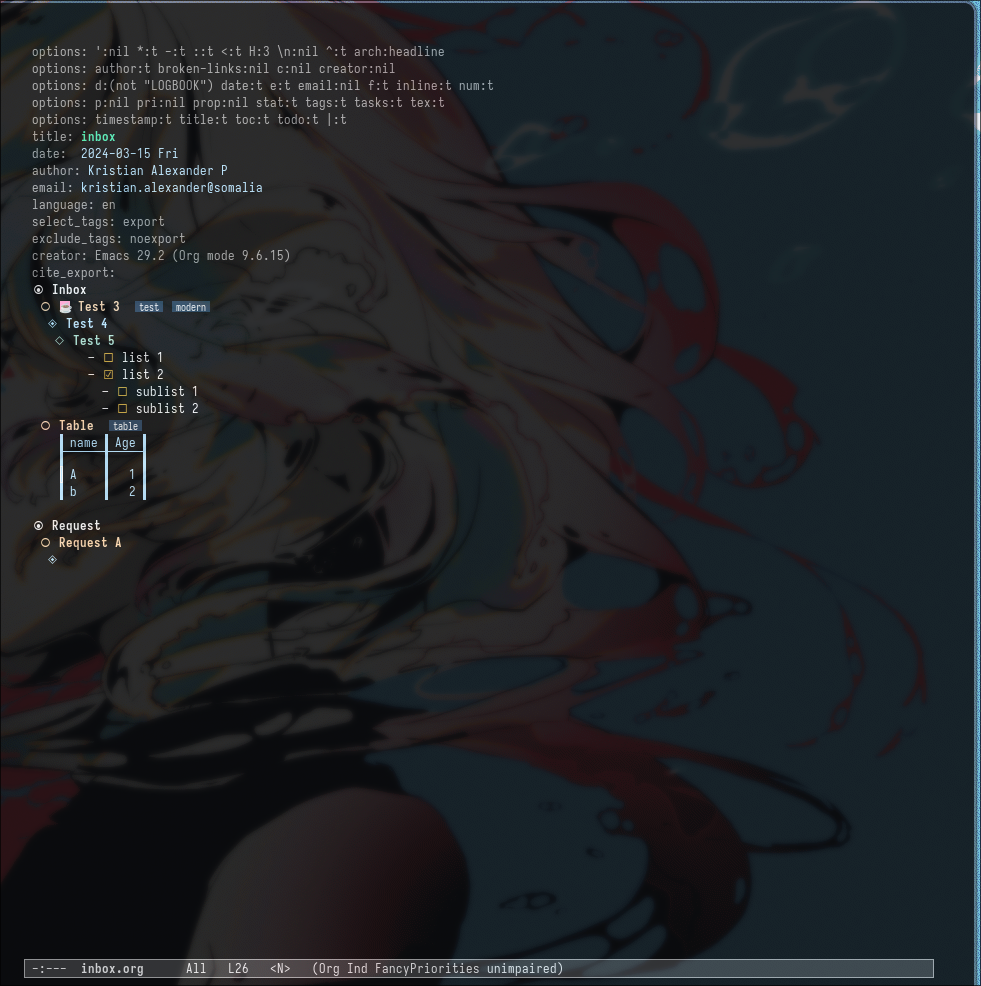 options: ':nil *:t -:t ::t <:t H:3 \n:nil ^:t arch:headline
options: author:t broken-links:nil c:nil creator:nil
options: d:(not "LOGBOOK") date:t e:t email:nil f:t inline:t num:t
options: p:nil pri:nil prop:nil stat:t tags:t tasks:t tex:t
options: timestamp:t title:t toc:t todo:t |:t
title: inbox
date:  2024-03-15 Fri
author: Kristian Alexander P
email: kristian.alexander@somalia
language: en
select_tags: export
exclude_tags: noexport
creator: Emacs 29.2 (Org mode 9.6.15)
cite_export:
◉ Inbox
○ ☕ Test 3 test modern
◈ Test 4
◇ Test 5
– ☐ list 1
– ☑ list 2
– ☐ sublist 1
– ☐ sublist 2
○ Table table
name Age
A 1
b 2
◉ Request
○ Request A
◈
-:--- inbox.org All L26 <N> (Org Ind FancyPriorities unimpaired)